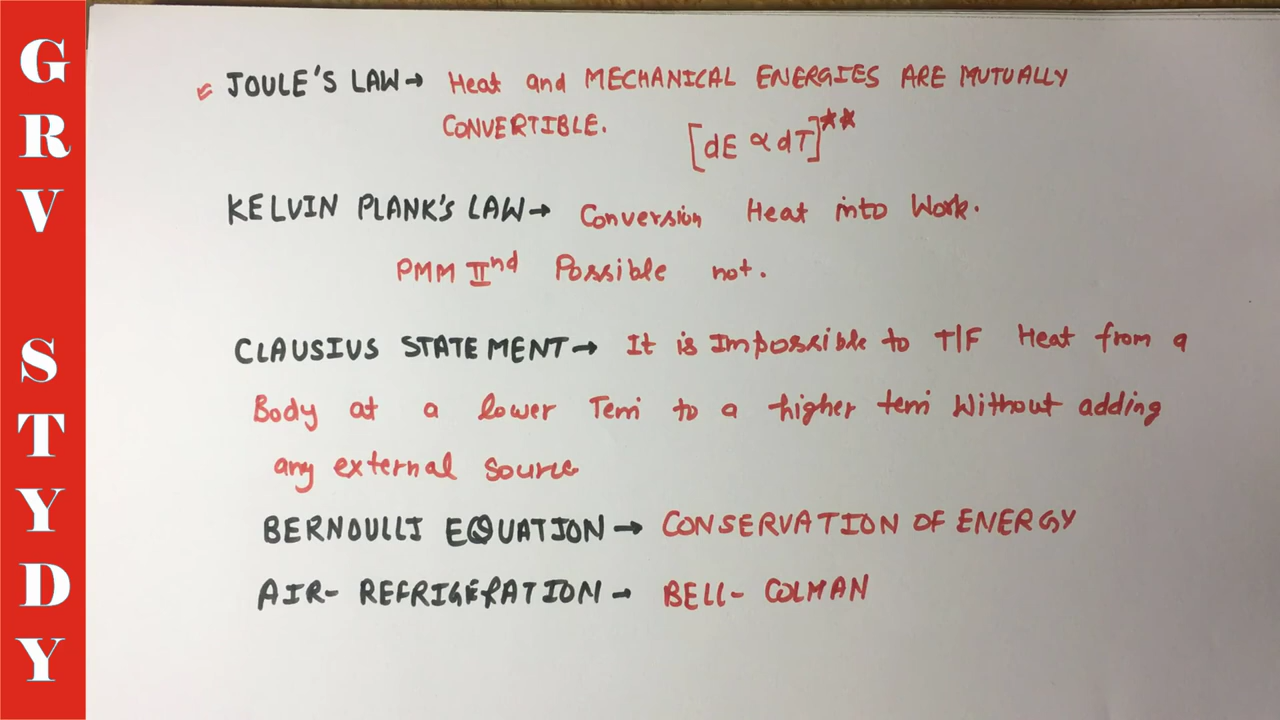 GRV STYDY
JOULE'S LAW → Heat and MECHANICAL ENERGIES ARE MUTUALLY
CONVERTIBLE. [dE ∝ dT]**
KELVIN PLANK'S LAW → Conversion Heat into Work.
PMM IInd Possible not.
CLAUSIUS STATEMENT → It is Impossible to T/F Heat from a
Body at a lower Tem to a higher tem Without adding
any external source
BERNOULLI EQUATION → CONSERVATION OF ENERGY
AIR- REFRIGERATION → BELL- COLMAN